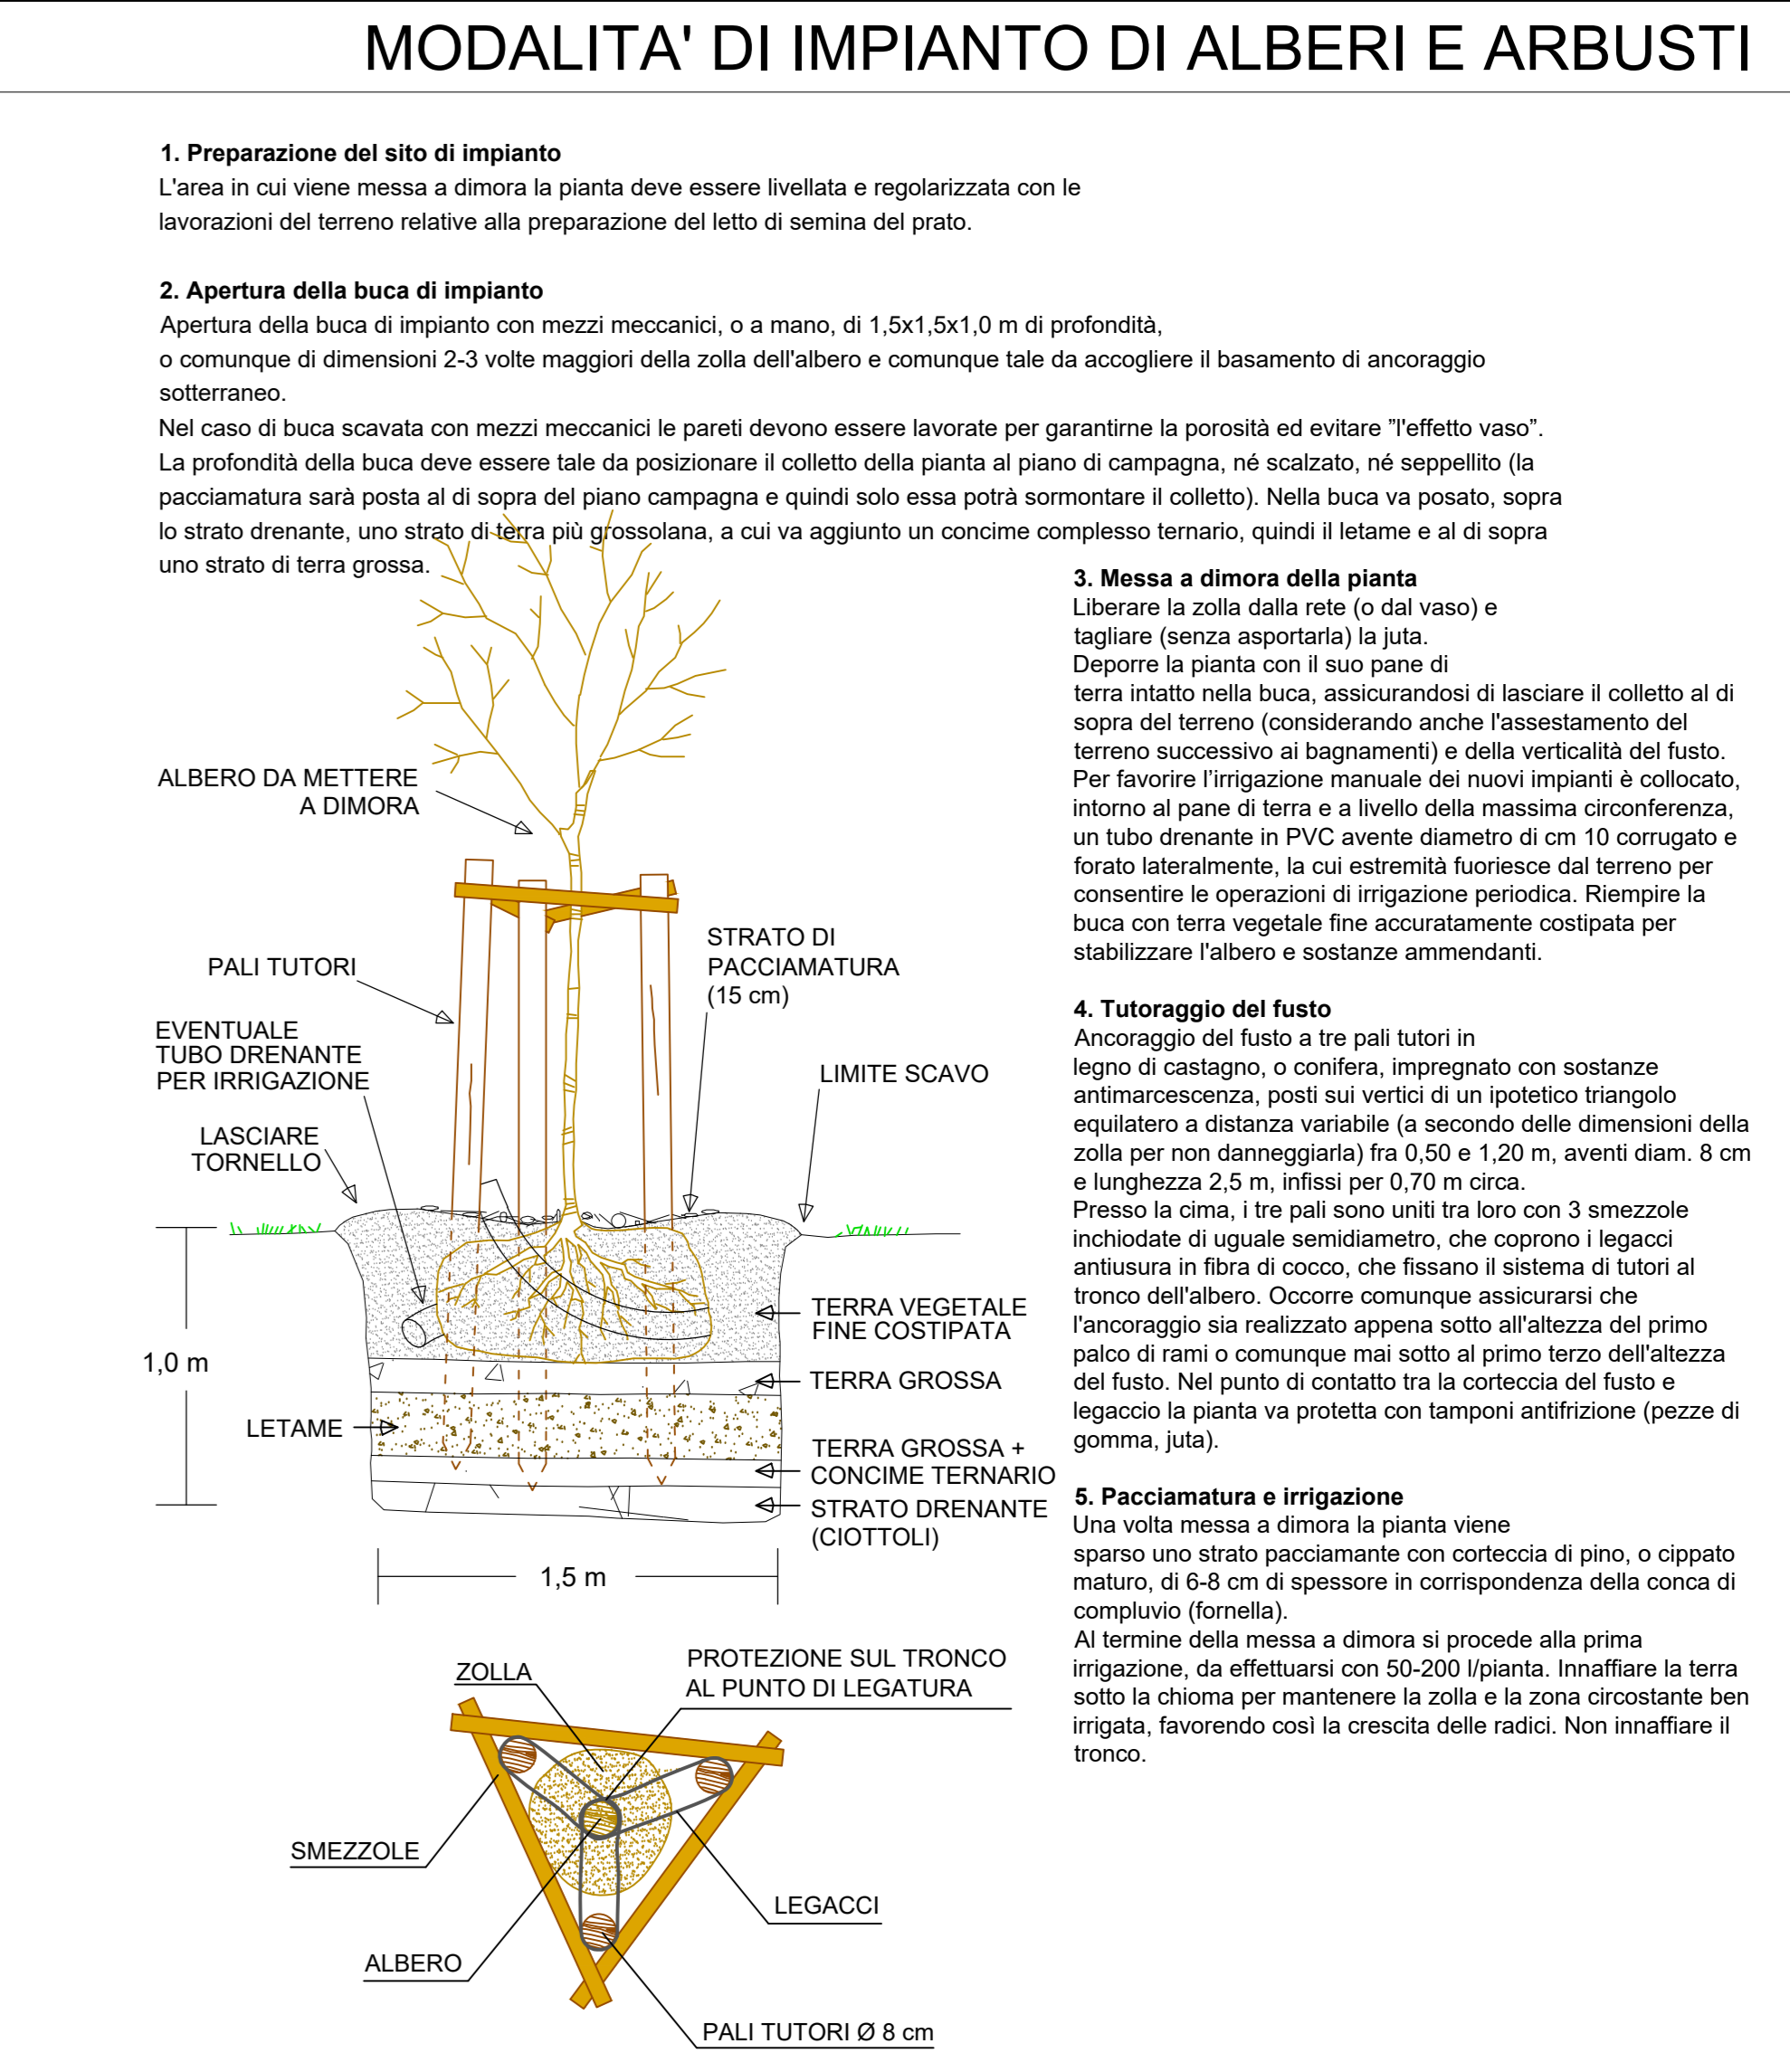 MODALITA' DI IMPIANTO DI ALBERI E ARBUSTI
1. Preparazione del sito di impianto
L'area in cui viene messa a dimora la pianta deve essere livellata e regolarizzata con le
lavorazioni del terreno relative alla preparazione del letto di semina del prato.
2. Apertura della buca di impianto
Apertura della buca di impianto con mezzi meccanici, o a mano, di 1,5x1,5x1,0 m di profondità,
o comunque di dimensioni 2-3 volte maggiori della zolla dell'albero e comunque tale da accogliere il basamento di ancoraggio
sotterraneo.
Nel caso di buca scavata con mezzi meccanici le pareti devono essere lavorate per garantirne la porosità ed evitare ”l'effetto vaso”.
La profondità della buca deve essere tale da posizionare il colletto della pianta al piano di campagna, né scalzato, né seppellito (la
pacciamatura sarà posta al di sopra del piano campagna e quindi solo essa potrà sormontare il colletto). Nella buca va posato, sopra
lo strato drenante, uno strato di terra più grossolana, a cui va aggiunto un concime complesso ternario, quindi il letame e al di sopra
uno strato di terra grossa.
3. Messa a dimora della pianta
Liberare la zolla dalla rete (o dal vaso) e
tagliare (senza asportarla) la juta.
Deporre la pianta con il suo pane di
terra intatto nella buca, assicurandosi di lasciare il colletto al di
sopra del terreno (considerando anche l'assestamento del
terreno successivo ai bagnamenti) e della verticalità del fusto.
Per favorire l’irrigazione manuale dei nuovi impianti è collocato,
intorno al pane di terra e a livello della massima circonferenza,
un tubo drenante in PVC avente diametro di cm 10 corrugato e
forato lateralmente, la cui estremità fuoriesce dal terreno per
consentire le operazioni di irrigazione periodica. Riempire la
buca con terra vegetale fine accuratamente costipata per
stabilizzare l'albero e sostanze ammendanti.
4. Tutoraggio del fusto
Ancoraggio del fusto a tre pali tutori in
legno di castagno, o conifera, impregnato con sostanze
antimarcescenza, posti sui vertici di un ipotetico triangolo
equilatero a distanza variabile (a secondo delle dimensioni della
zolla per non danneggiarla) fra 0,50 e 1,20 m, aventi diam. 8 cm
e lunghezza 2,5 m, infissi per 0,70 m circa.
Presso la cima, i tre pali sono uniti tra loro con 3 smezzole
inchiodate di uguale semidiametro, che coprono i legacci
antiusura in fibra di cocco, che fissano il sistema di tutori al
tronco dell'albero. Occorre comunque assicurarsi che
l'ancoraggio sia realizzato appena sotto all'altezza del primo
palco di rami o comunque mai sotto al primo terzo dell'altezza
del fusto. Nel punto di contatto tra la corteccia del fusto e
legaccio la pianta va protetta con tamponi antifrizione (pezze di
gomma, juta).
5. Pacciamatura e irrigazione
Una volta messa a dimora la pianta viene
sparso uno strato pacciamante con corteccia di pino, o cippato
maturo, di 6-8 cm di spessore in corrispondenza della conca di
compluvio (fornella).
Al termine della messa a dimora si procede alla prima
irrigazione, da effettuarsi con 50-200 l/pianta. Innaffiare la terra
sotto la chioma per mantenere la zolla e la zona circostante ben
irrigata, favorendo così la crescita delle radici. Non innaffiare il
tronco.
ALBERO DA METTERE
A DIMORA
PALI TUTORI
STRATO DI
PACCIAMATURA
(15 cm)
EVENTUALE
TUBO DRENANTE
PER IRRIGAZIONE
LIMITE SCAVO
LASCIARE
TORNELLO
TERRA VEGETALE
FINE COSTIPATA
1,0 m
TERRA GROSSA
LETAME
TERRA GROSSA +
CONCIME TERNARIO
STRATO DRENANTE
(CIOTTOLI)
1,5 m
ZOLLA
PROTEZIONE SUL TRONCO
AL PUNTO DI LEGATURA
SMEZZOLE
LEGACCI
ALBERO
PALI TUTORI Ø 8 cm